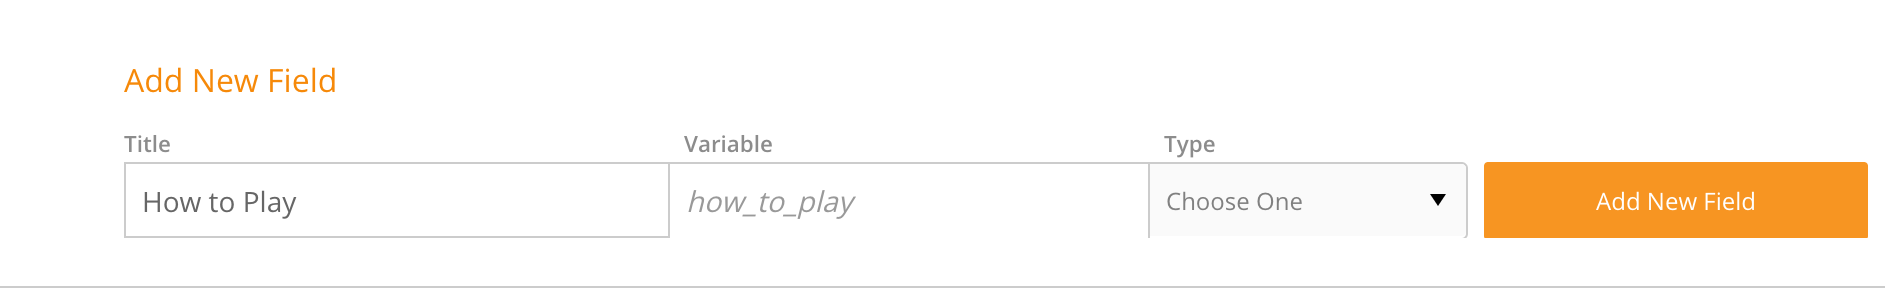 Add New Field
Title Variable Type
How to Play how_to_play Choose One Add New Field